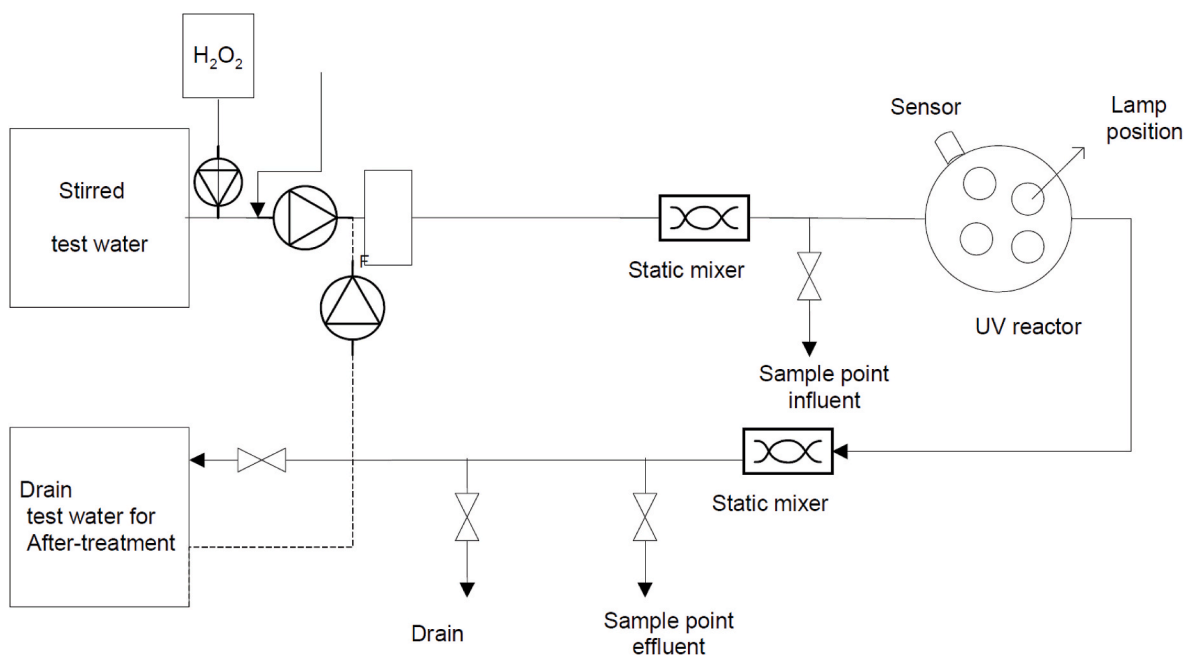 H₂O₂
Stirred
test water
Sensor
Lamp
position
F
Static mixer
UV reactor
Sample point
influent
Static mixer
Drain
test water for
After-treatment
Drain
Sample point
effluent